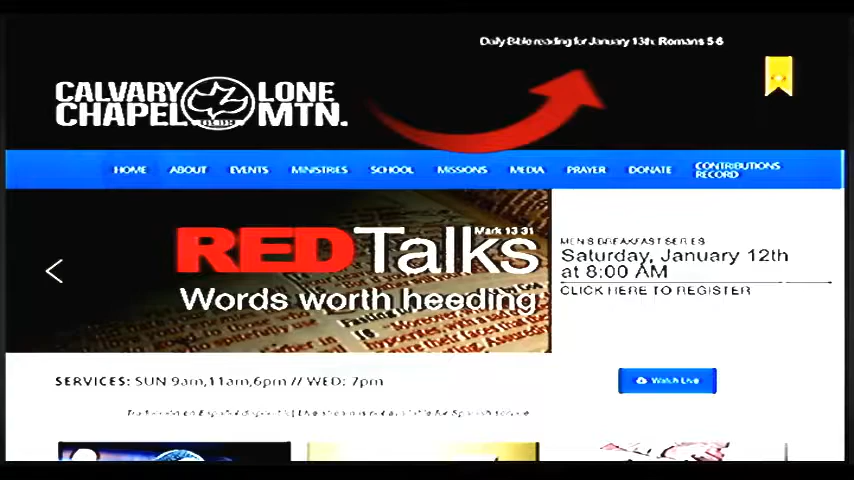 Daily Bible reading for January 13th: Romans 5-6
CALVARY LONE
CHAPEL MTN.
HOME ABOUT EVENTS MINISTRIES SCHOOL MISSIONS MEDIA PRAYER DONATE CONTRIBUTIONS
RECORD
Mark 13:31
REDTalks
Words worth heeding
MEN'S BREAKFAST SERIES
Saturday, January 12th
at 8:00 AM
CLICK HERE TO REGISTER
SERVICES: SUN 9am,11am,6pm // WED: 7pm
Watch Live